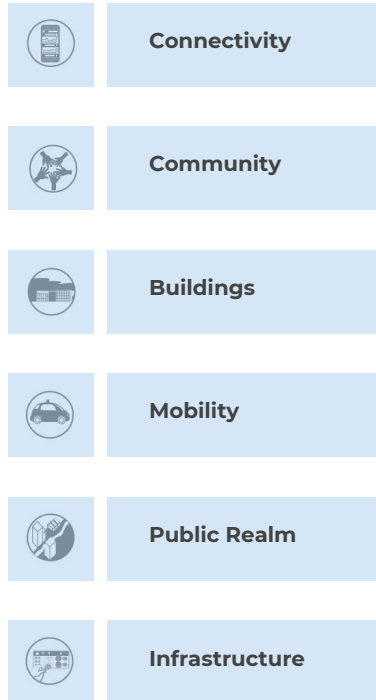 Connectivity
Community
Buildings
Mobility
Public Realm
Infrastructure